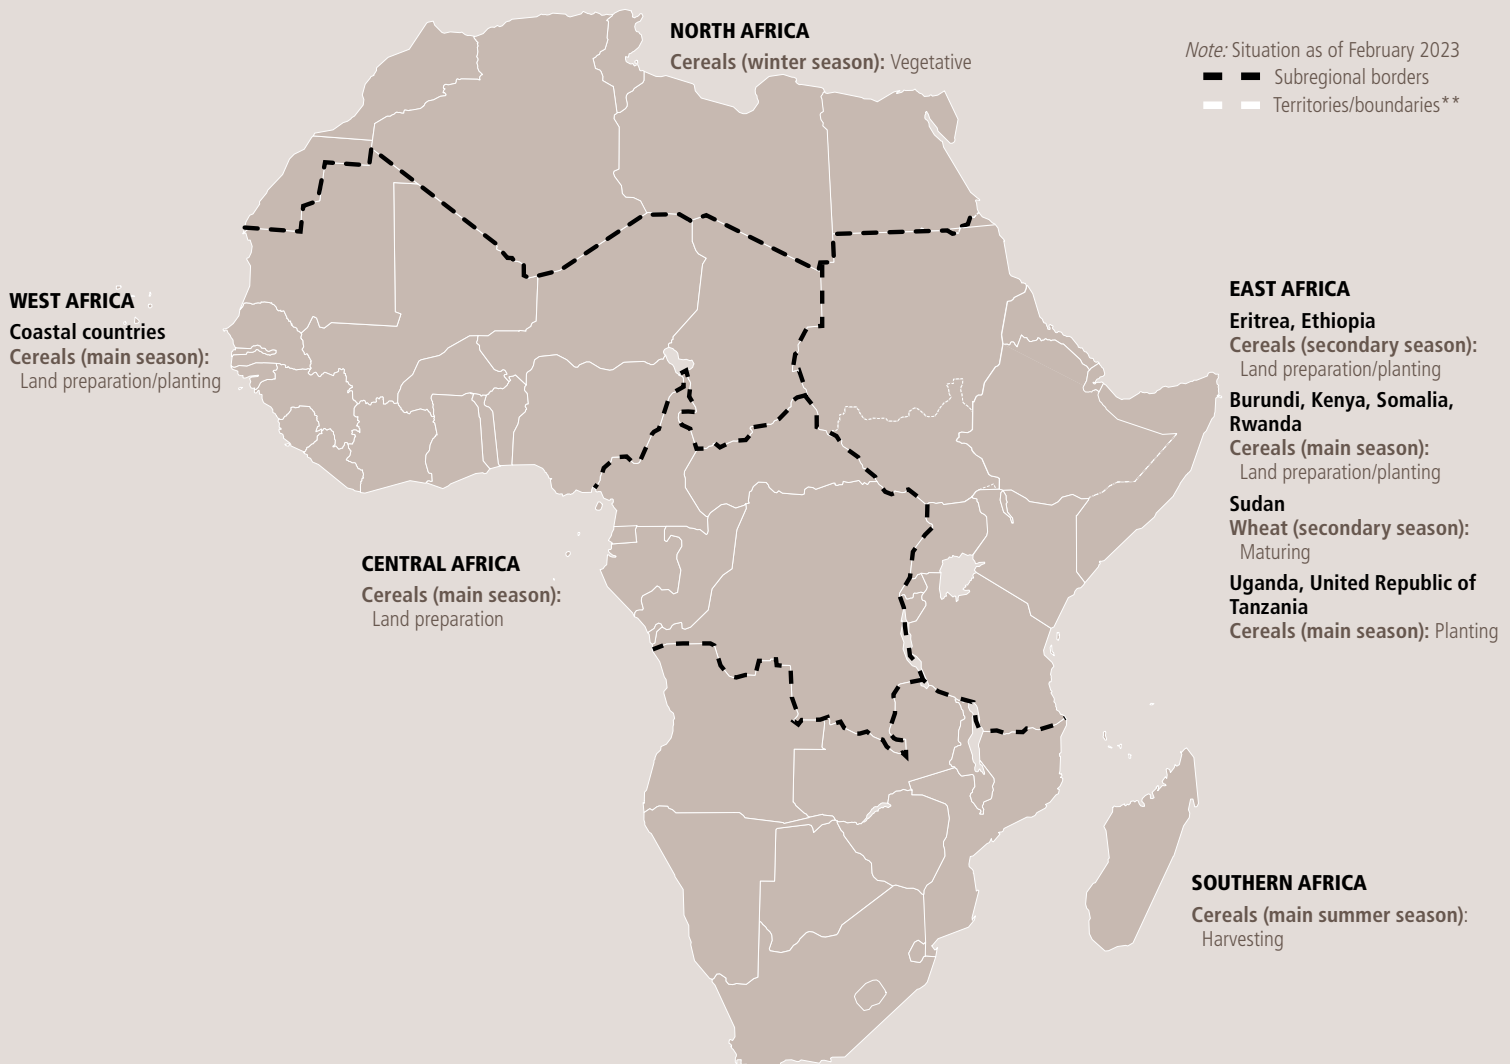 NORTH AFRICA
Cereals (winter season): Vegetative
Note: Situation as of February 2023
Subregional borders
Territories/boundaries**
WEST AFRICA
Coastal countries
Cereals (main season):
Land preparation/planting
EAST AFRICA
Eritrea, Ethiopia
Cereals (secondary season):
Land preparation/planting
Burundi, Kenya, Somalia,
Rwanda
Cereals (main season):
Land preparation/planting
Sudan
Wheat (secondary season):
Maturing
Uganda, United Republic of
Tanzania
Cereals (main season): Planting
CENTRAL AFRICA
Cereals (main season):
Land preparation
SOUTHERN AFRICA
Cereals (main summer season):
Harvesting